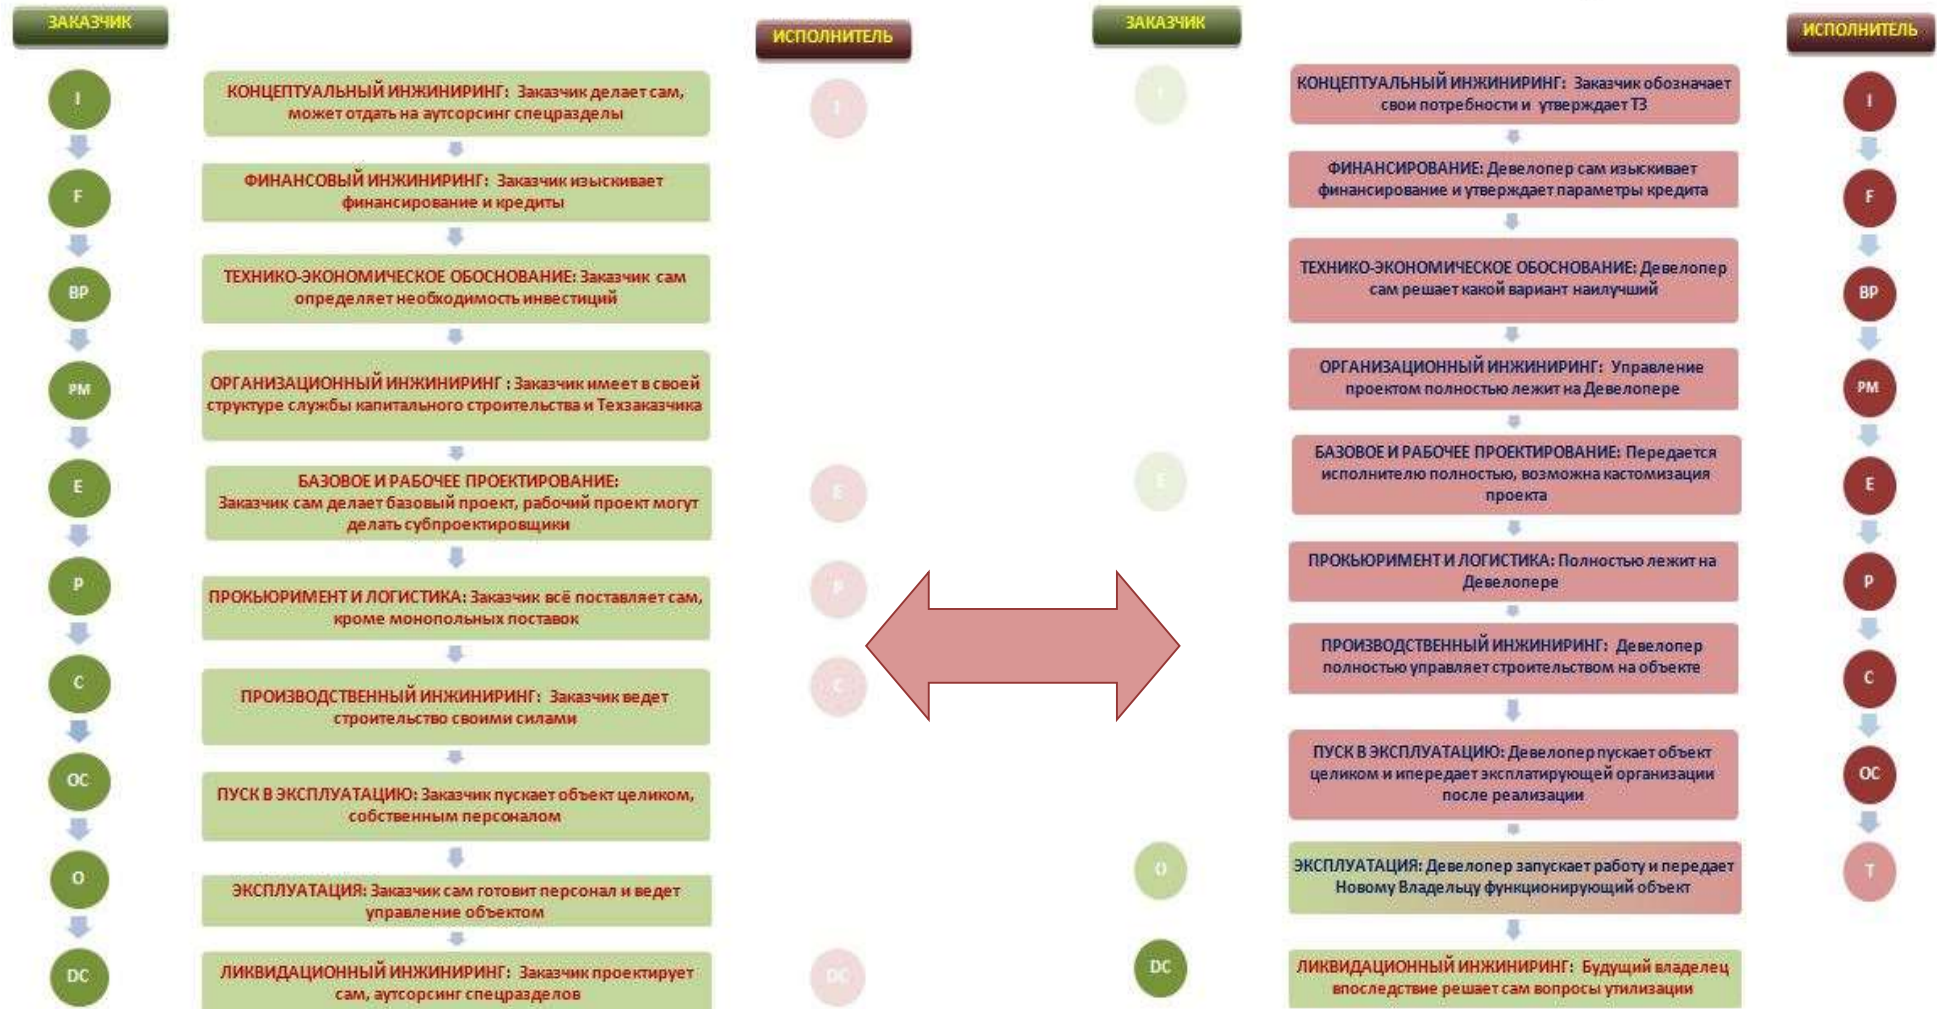 ЗАКАЗЧИК
ИСПОЛНИТЕЛЬ
I
F
BP
PM
E
P
C
OC
O
DC
КОНЦЕПТУАЛЬНЫЙ ИНЖИНИРИНГ: Заказчик делает сам,
может отдать на аутсорсинг спецразделы
ФИНАНСОВЫЙ ИНЖИНИРИНГ: Заказчик изыскивает
финансирование и кредиты
ТЕХНИКО-ЭКОНОМИЧЕСКОЕ ОБОСНОВАНИЕ: Заказчик сам
определяет необходимость инвестиций
ОРГАНИЗАЦИОННЫЙ ИНЖИНИРИНГ : Заказчик имеет в своей
структуре службы капитального строительства и Техзаказчика
БАЗОВОЕ И РАБОЧЕЕ ПРОЕКТИРОВАНИЕ:
Заказчик сам делает базовый проект, рабочий проект могут
делать субпроектировщики
ПРОКЬЮРИМЕНТ И ЛОГИСТИКА: Заказчик всё поставляет сам,
кроме монопольных поставок
ПРОИЗВОДСТВЕННЫЙ ИНЖИНИРИНГ: Заказчик ведет
строительство своими силами
ПУСК В ЭКСПЛУАТАЦИЮ: Заказчик пускает объект целиком,
собственным персоналом
ЭКСПЛУАТАЦИЯ: Заказчик сам готовит персонал и ведет
управление объектом
ЛИКВИДАЦИОННЫЙ ИНЖИНИРИНГ: Заказчик проектирует
сам, аутсорсинг спецразделов
I
E
P
C
DC
ЗАКАЗЧИК
ИСПОЛНИТЕЛЬ
I
E
O
DC
КОНЦЕПТУАЛЬНЫЙ ИНЖИНИРИНГ: Заказчик обозначает
свои потребности и утверждает ТЗ
ФИНАНСИРОВАНИЕ: Девелопер сам изыскивает
финансирование и утверждает параметры кредита
ТЕХНИКО-ЭКОНОМИЧЕСКОЕ ОБОСНОВАНИЕ: Девелопер
сам решает какой вариант наилучший
ОРГАНИЗАЦИОННЫЙ ИНЖИНИРИНГ: Управление
проектом полностью лежит на Девелопере
БАЗОВОЕ И РАБОЧЕЕ ПРОЕКТИРОВАНИЕ: Передается
исполнителю полностью, возможна кастомизация
проекта
ПРОКЬЮРИМЕНТ И ЛОГИСТИКА: Полностью лежит на
Девелопере
ПРОИЗВОДСТВЕННЫЙ ИНЖИНИРИНГ: Девелопер
полностью управляет строительством на объекте
ПУСК В ЭКСПЛУАТАЦИЮ: Девелопер пускает объект
целиком и ипередает эксплатирующей организации
после реализации
ЭКСПЛУАТАЦИЯ: Девелопер запускает работу и передает
Новому Владельцу функционирующий объект
ЛИКВИДАЦИОННЫЙ ИНЖИНИРИНГ: Будущий владелец
впоследствие решает сам вопросы утилизации
I
F
BP
PM
E
P
C
OC
T